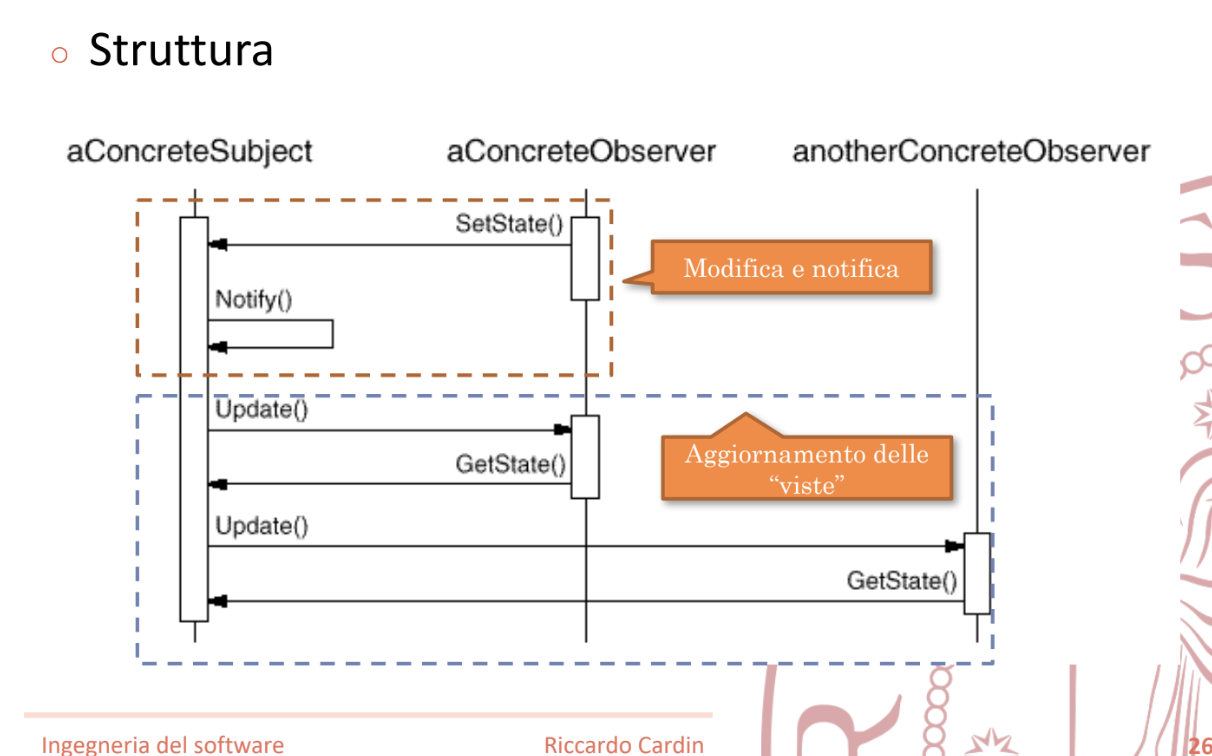 Struttura
aConcreteSubject aConcreteObserver anotherConcreteObserver
SetState()
Modifica e notifica
Notify()
Update()
Aggiornamento delle
“viste”
GetState()
Update()
GetState()
Ingegneria del software Riccardo Cardin 26